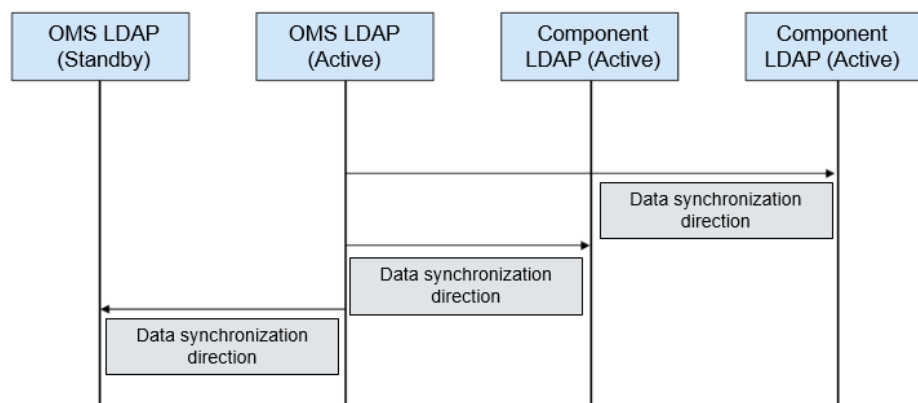 OMS LDAP
(Standby)
OMS LDAP
(Active)
Component
LDAP (Active)
Component
LDAP (Active)
Data synchronization
direction
Data synchronization
direction
Data synchronization
direction